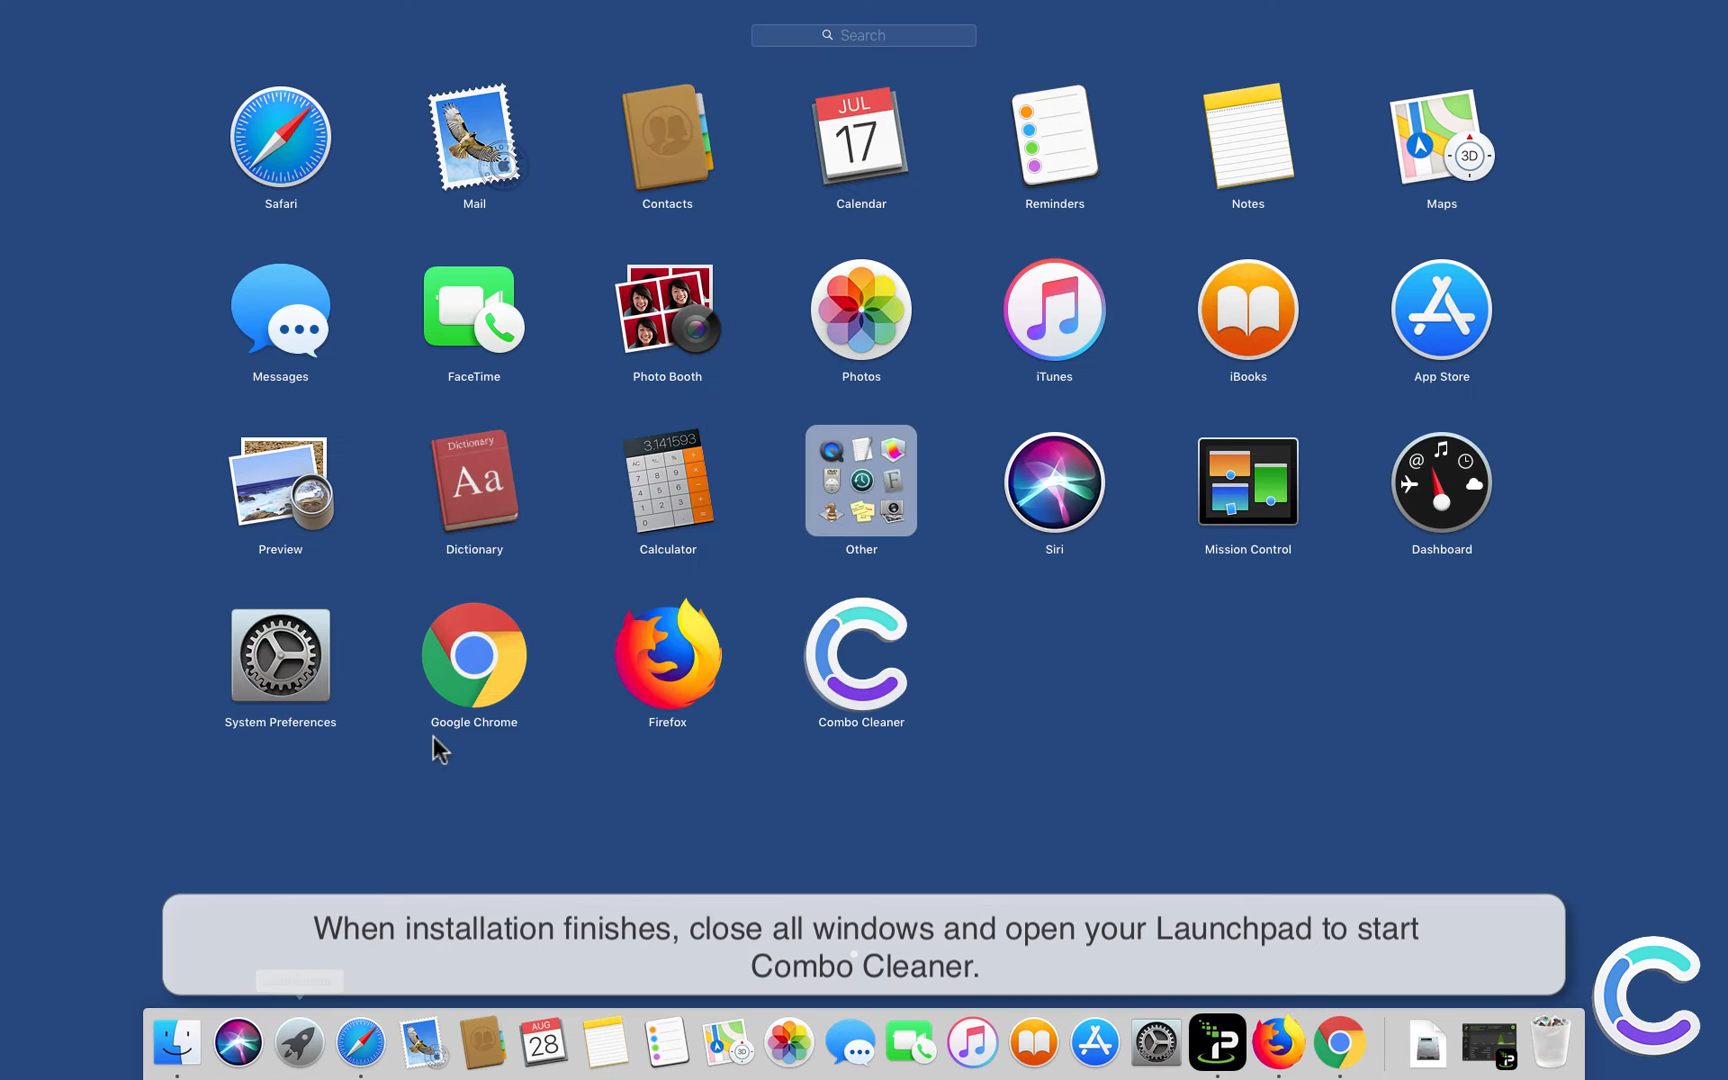 Search
Safari
Mail
Contacts
JUL
17
Calendar
Reminders
Notes
3D
Maps
Messages
FaceTime
Photo Booth
Photos
iTunes
iBooks
App Store
Preview
Dictionary
Aa
Dictionary
3.141593
Calculator
Other
Siri
Mission Control
Dashboard
System Preferences
Google Chrome
Firefox
Combo Cleaner
When installation finishes, close all windows and open your Launchpad to start
Combo Cleaner.
AUG
28
3D